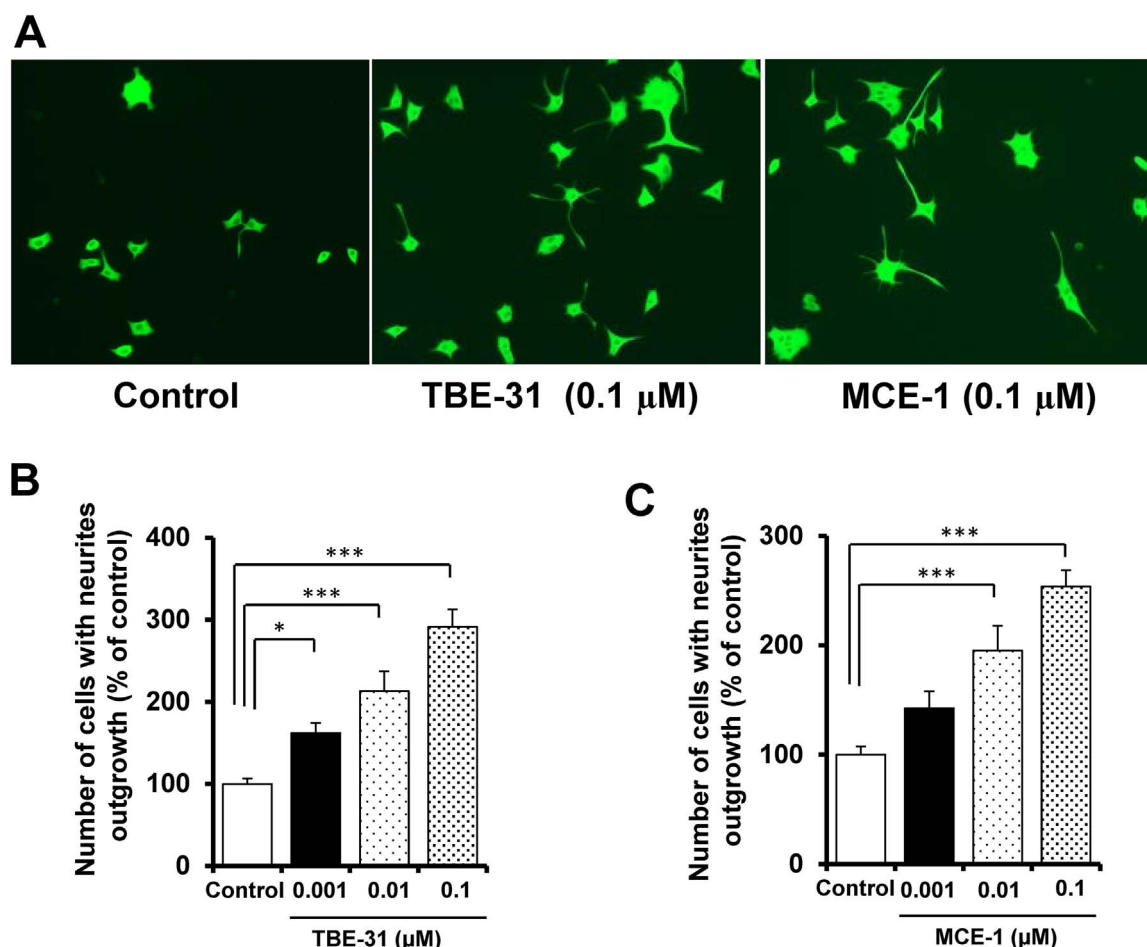 A
Control
TBE-31 (0.1 μM)
MCE-1 (0.1 μM)
B
Number of cells with neurites
outgrowth (% of control)
400
300
200
100
0
***
***
*
Control
0.001
0.01
0.1
TBE-31 (μM)
C
Number of cells with neurites
outgrowth (% of control)
300
200
100
0
***
***
Control
0.001
0.01
0.1
MCE-1 (μM)